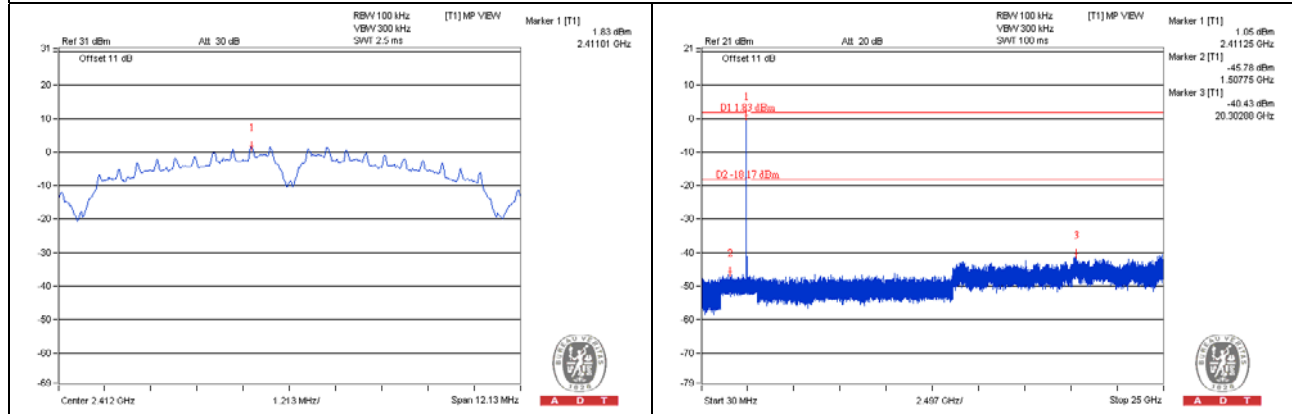 RBW 100 kHz
VBW 300 kHz
SWT 2.5 ms
[T1] MP VIEW
Marker 1 [T1]
1.83 dBm
2.41101 GHz
Ref 31 dBm
Att 30 dB
Offset 11 dB
31
20
10
0
-10
-20
-30
-40
-50
-60
-69
1
Center 2.412 GHz
1.213 MHz/
Span 12.13 MHz
BUREAU VERITAS
1828
A D T
RBW 100 kHz
VBW 300 kHz
SWT 100 ms
[T1] MP VIEW
Marker 1 [T1]
1.05 dBm
2.41125 GHz
Marker 2 [T1]
-45.78 dBm
1.50775 GHz
Marker 3 [T1]
-40.43 dBm
20.30288 GHz
Ref 21 dBm
Att 20 dB
Offset 11 dB
21
10
0
-10
-20
-30
-40
-50
-60
-70
-79
1
D1 1.83 dBm
D2 -18.17 dBm
2
3
Start 30 MHz
2.497 GHz/
Stop 25 GHz
BUREAU VERITAS
1828
A D T